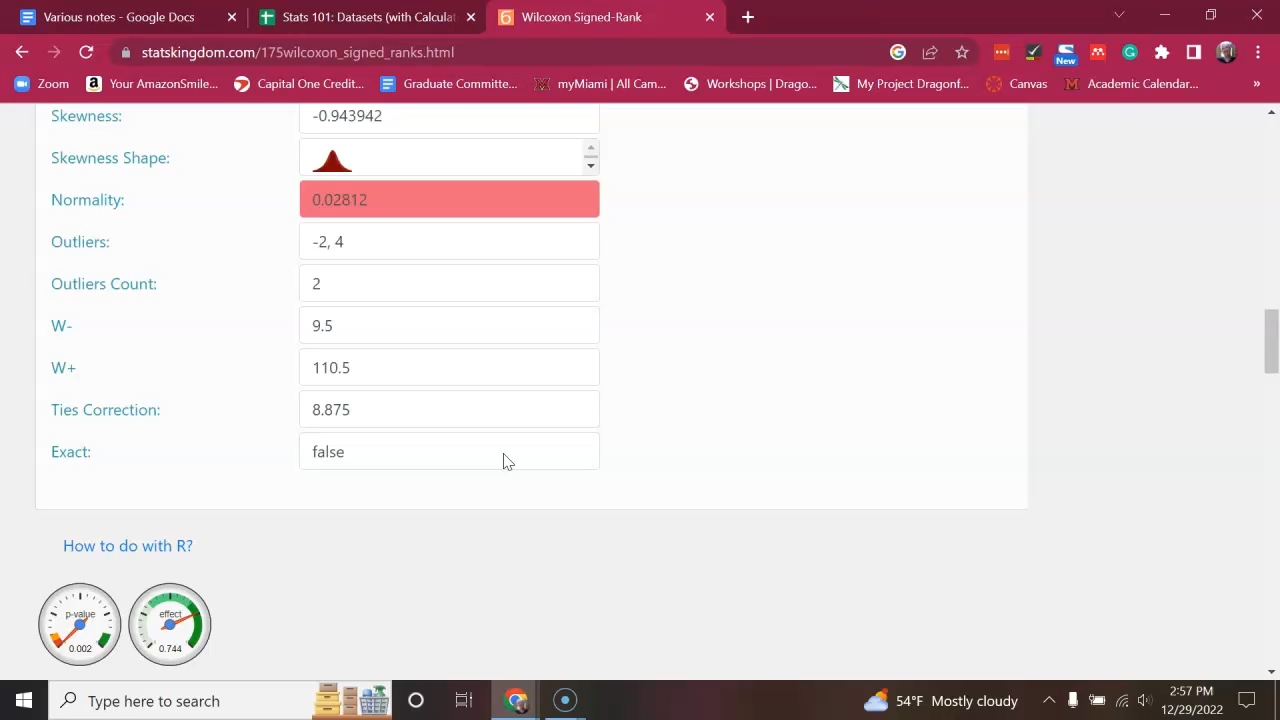 Various notes - Google Docs
Stats 101: Datasets (with Calculat
Wilcoxon Signed-Rank
statskingdom.com/175wilcoxon_signed_ranks.html
New
Zoom
Your AmazonSmile...
Capital One Credit...
Graduate Committe...
myMiami | All Cam...
Workshops | Drago...
My Project Dragonf...
Canvas
Academic Calendar...
»
Skewness: -0.943942
Skewness Shape:
Normality: 0.02812
Outliers: -2, 4
Outliers Count: 2
W- 9.5
W+ 110.5
Ties Correction: 8.875
Exact: false
How to do with R?
p-value
0.002
effect
0.744
Type here to search
54°F Mostly cloudy
2:57 PM
12/29/2022